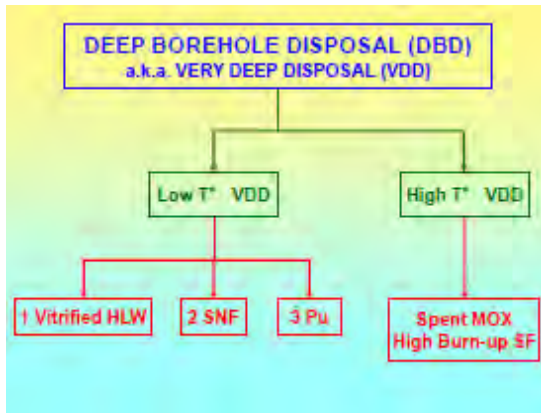 DEEP BOREHOLE DISPOSAL (DBD)
a.k.a. VERY DEEP DISPOSAL (VDD)
Low T° VDD
High T° VDD
1 Vitrified HLW
2 SNF
3 Pu
Spent MOX
High Burn-up SF